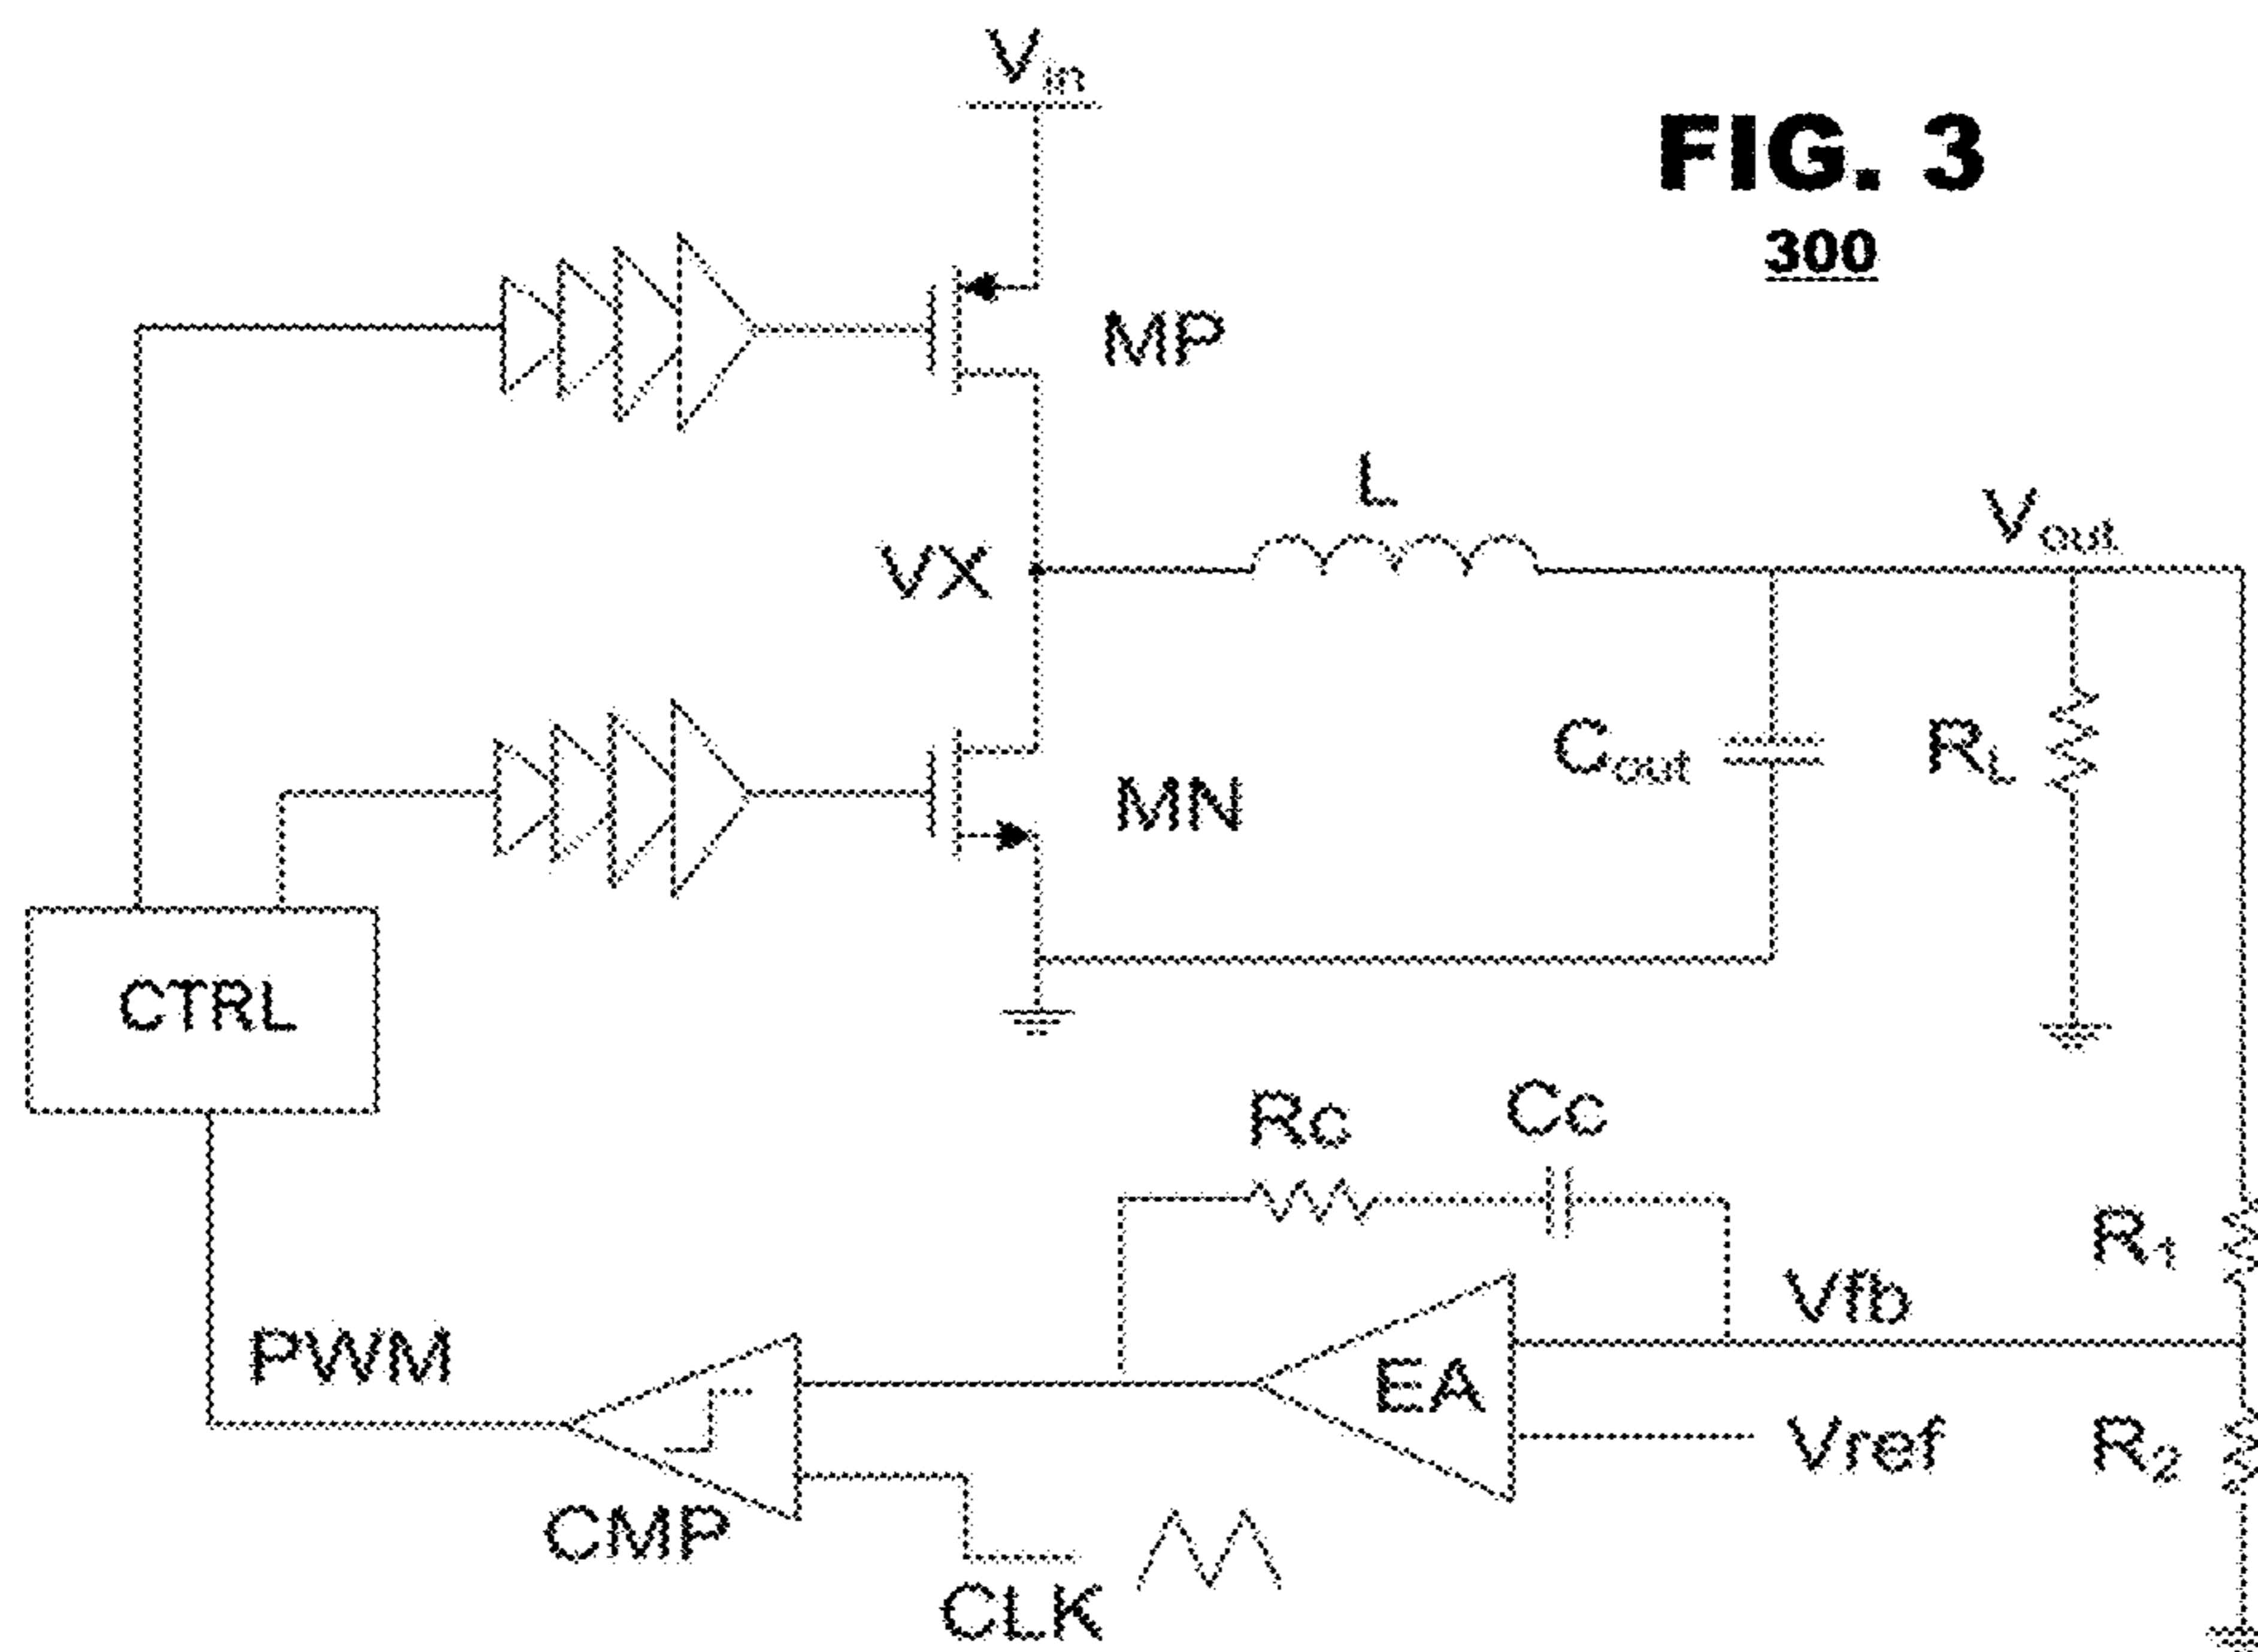 Vin
FIG. 3
300
MP
L
Vout
VX
Cout
RL
MN
CTRL
Rc
Cc
R1
Vfb
PWM
EA
Vref
R2
CMP
CLK